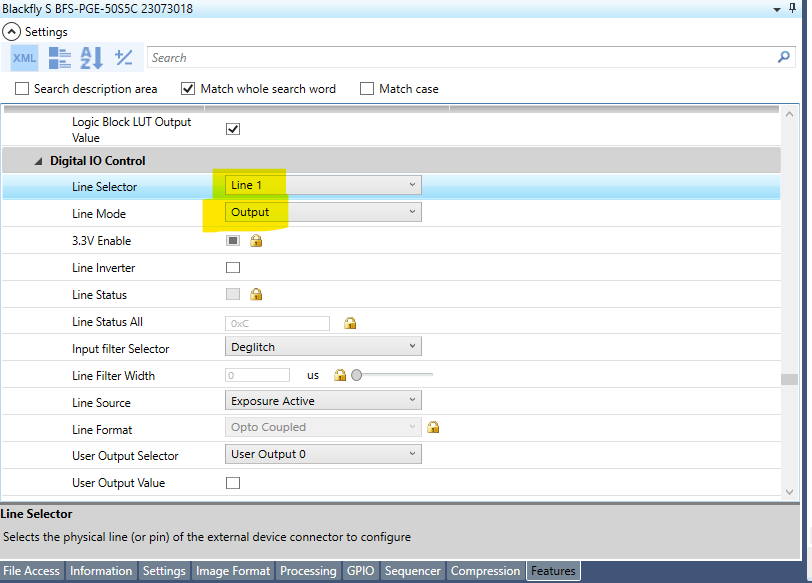 Blackfly S BFS-PGE-50S5C 23073018
Settings
XML
Search
Search description area Match whole search word Match case
Logic Block LUT Output
Value
Digital IO Control
Line Selector Line 1
Line Mode Output
3.3V Enable
Line Inverter
Line Status
Line Status All 0xC
Input filter Selector Deglitch
Line Filter Width 0 us
Line Source Exposure Active
Line Format Opto Coupled
User Output Selector User Output 0
User Output Value
Line Selector
Selects the physical line (or pin) of the external device connector to configure
File Access Information Settings Image Format Processing GPIO Sequencer Compression Features